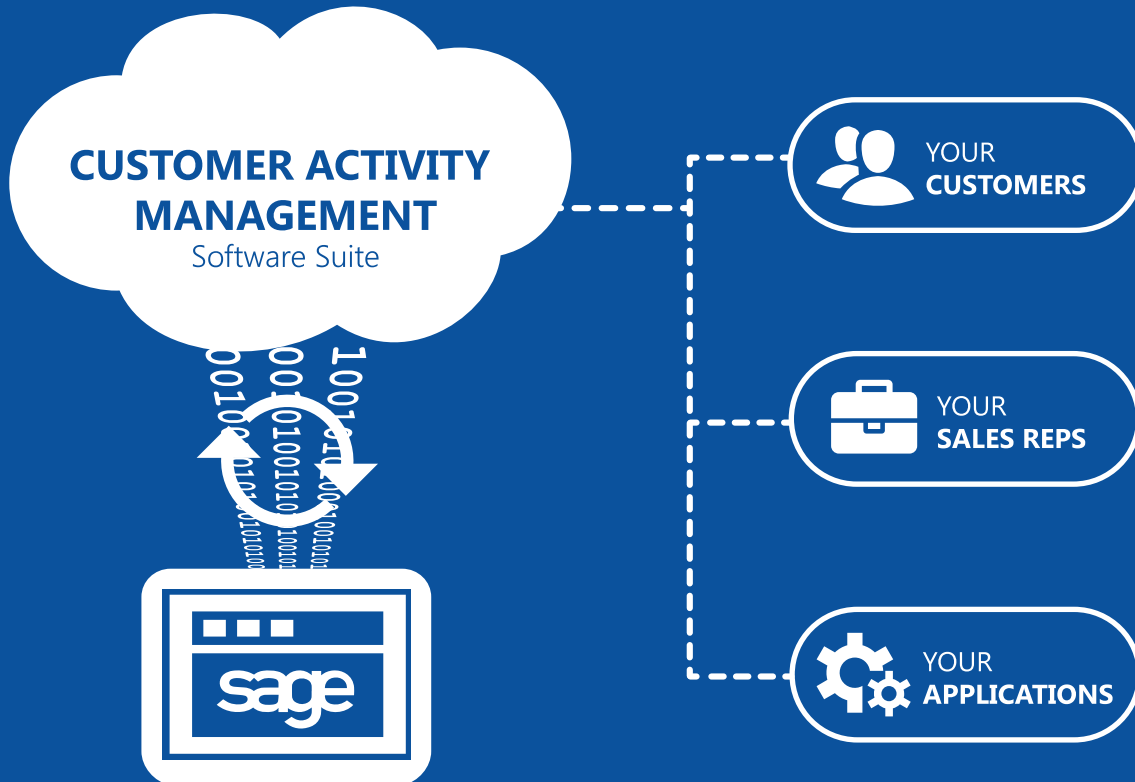 CUSTOMER ACTIVITY
MANAGEMENT
Software Suite
YOUR
CUSTOMERS
YOUR
SALES REPS
YOUR
APPLICATIONS
sage